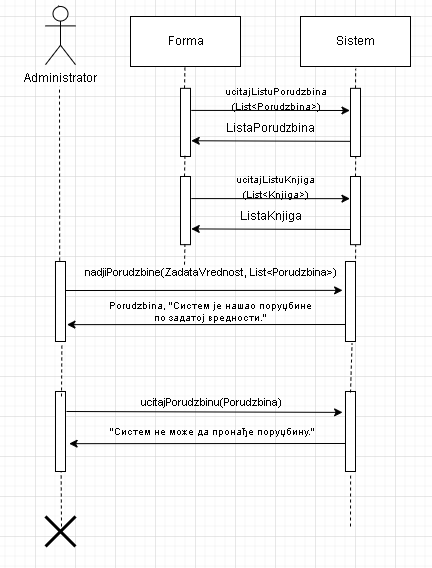 Forma
Sistem
Administrator
ucitajListuPorudzbina
(List<Porudzbina>)
ListaPorudzbina
ucitajListuKnjiga
(List<Knjiga>)
ListaKnjiga
nadjiPorudzbine(ZadataVrednost, List<Porudzbina>)
Porudzbina, "Систем је нашао поруџбине
по задатој вредности."
ucitajPorudzbinu(Porudzbina)
"Систем не може да пронађе поруџбину."